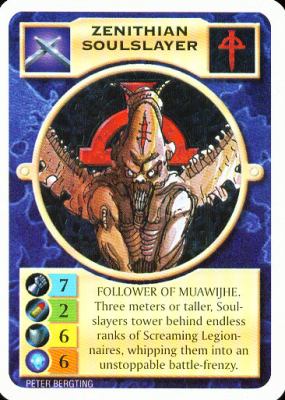 ZENITHIAN
SOULSLAYER
7
2
6
6
FOLLOWER OF MUAWIJHE.
Three meters or taller, Soul-
slayers tower behind endless
ranks of Screaming Legion-
naires, whipping them into an
unstoppable battle-frenzy.
PETER BERGTING